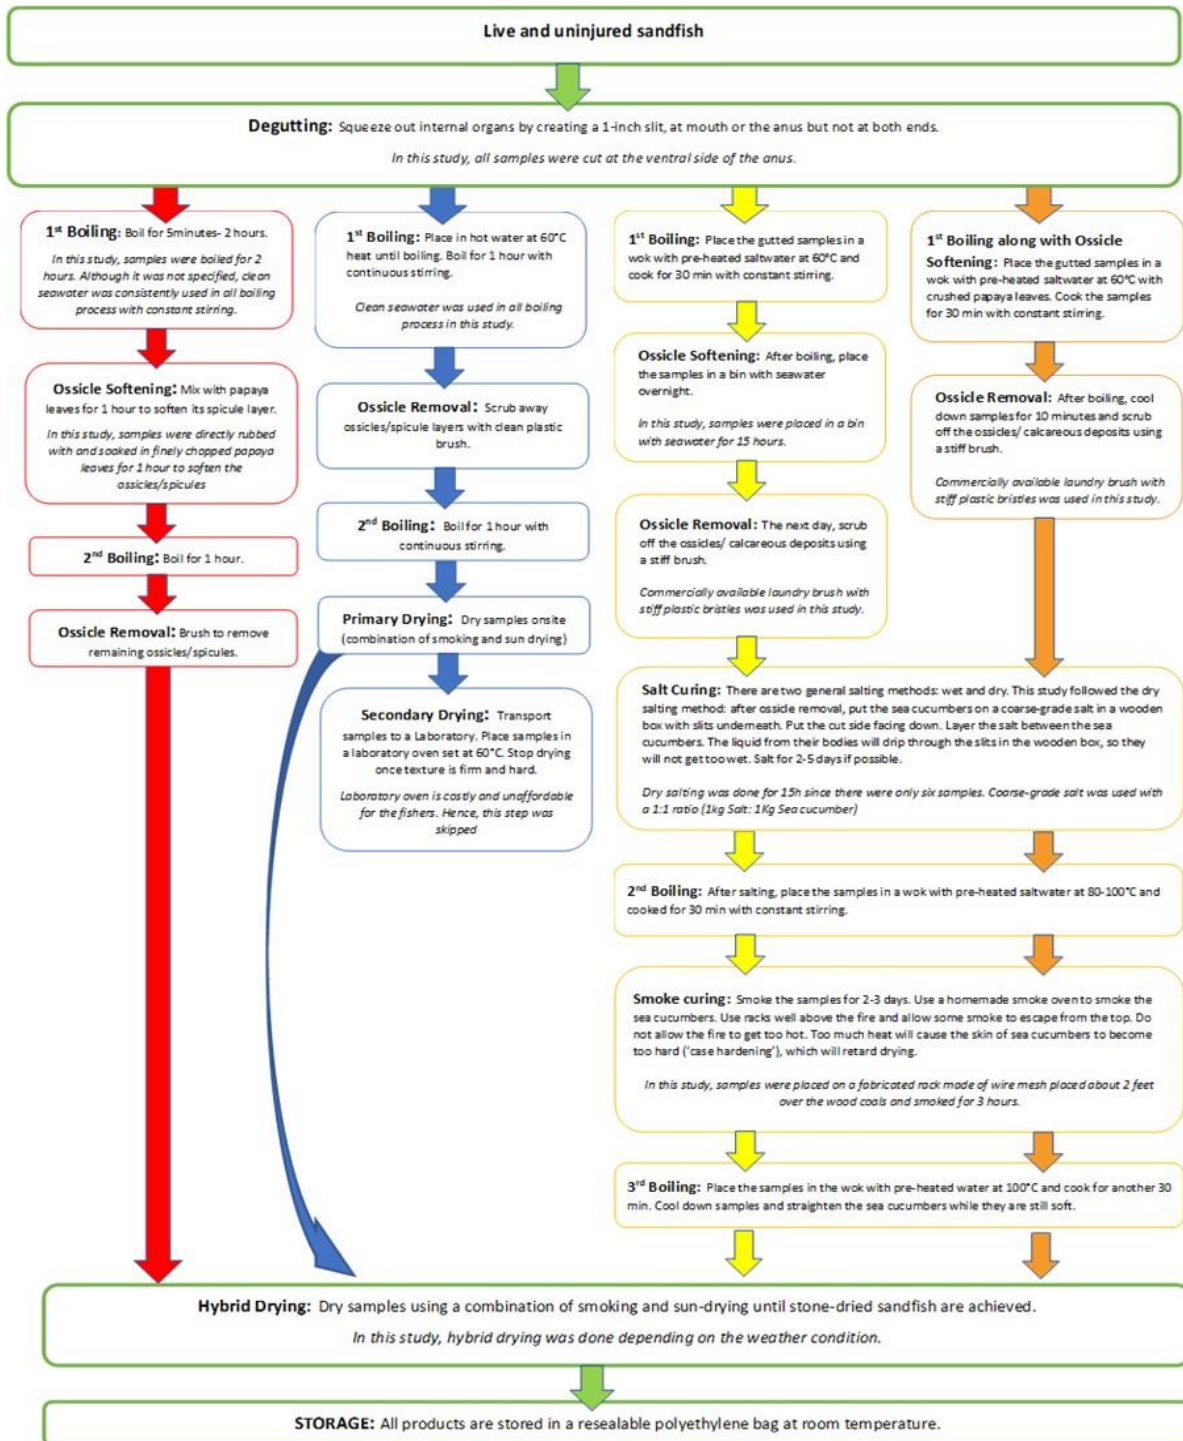 Live and uninjured sandfish
Degutting: Squeeze out internal organs by creating a 1-inch slit, at mouth or the anus but not at both ends.
In this study, all samples were cut at the ventral side of the anus.
1st Boiling: Boil for 5minutes- 2 hours.
In this study, samples were boiled for 2
hours. Although it was not specified, clean
seawater was consistently used in all boiling
process with constant stirring.
Ossicle Softening: Mix with papaya
leaves for 1 hour to soften its spicule layer.
In this study, samples were directly rubbed
with and soaked in finely chopped papaya
leaves for 1 hour to soften the
ossicles/spicules
2nd Boiling: Boil for 1 hour.
Ossicle Removal: Brush to remove
remaining ossicles/spicules.
1st Boiling: Place in hot water at 60°C
heat until boiling. Boil for 1 hour with
continuous stirring.
Clean seawater was used in all boiling
process in this study.
Ossicle Removal: Scrub away
ossicles/spicule layers with clean plastic
brush.
2nd Boiling: Boil for 1 hour with
continuous stirring.
Primary Drying: Dry samples onsite
(combination of smoking and sun drying)
Secondary Drying: Transport
samples to a Laboratory. Place samples
in a laboratory oven set at 60°C. Stop drying
once texture is firm and hard.
Laboratory oven is costly and unaffordable
for the fishers. Hence, this step was
skipped
1st Boiling: Place the gutted samples in a
wok with pre-heated saltwater at 60°C and
cook for 30 min with constant stirring.
Ossicle Softening: After boiling, place
the samples in a bin with seawater
overnight.
In this study, samples were placed in a bin
with seawater for 15 hours.
Ossicle Removal: The next day, scrub
off the ossicles/ calcareous deposits using
a stiff brush.
Commercially available laundry brush with
stiff plastic bristles was used in this study.
1st Boiling along with Ossicle
Softening: Place the gutted samples in a
wok with pre-heated saltwater at 60°C with
crushed papaya leaves. Cook the samples
for 30 min with constant stirring.
Ossicle Removal: After boiling, cool
down samples for 10 minutes and scrub
off the ossicles/ calcareous deposits using
a stiff brush.
Commercially available laundry brush with
stiff plastic bristles was used in this study.
Salt Curing: There are two general salting methods: wet and dry. This study followed the dry
salting method: after ossicle removal, put the sea cucumbers on a coarse-grade salt in a wooden
box with slits underneath. Put the cut side facing down. Layer the salt between the sea
cucumbers. The liquid from their bodies will drip through the slits in the wooden box, so they
will not get too wet. Salt for 2-5 days if possible.
Dry salting was done for 15h since there were only six samples. Coarse-grade salt was used with
a 1:1 ratio (1kg Salt: 1Kg Sea cucumber)
2nd Boiling: After salting, place the samples in a wok with pre-heated saltwater at 80-100°C and
cooked for 30 min with constant stirring.
Smoke curing: Smoke the samples for 2-3 days. Use a homemade smoke oven to smoke the
sea cucumbers. Use racks well above the fire and allow some smoke to escape from the top. Do
not allow the fire to get too hot. Too much heat will cause the skin of sea cucumbers to become
too hard ('case hardening'), which will retard drying.
In this study, samples were placed on a fabricated rack made of wire mesh placed about 2 feet
over the wood coals and smoked for 3 hours.
3rd Boiling: Place the samples in the wok with pre-heated water at 100°C and cook for another 30
min. Cool down samples and straighten the sea cucumbers while they are still soft.
Hybrid Drying: Dry samples using a combination of smoking and sun-drying until stone-dried sandfish are achieved.
In this study, hybrid drying was done depending on the weather condition.
STORAGE: All products are stored in a resealable polyethylene bag at room temperature.